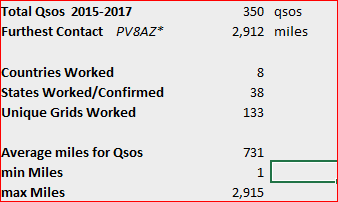 Total Qsos 2015-2017 350 qsos
Furthest Contact PV8AZ* 2,912 miles
Countries Worked 8
States Worked/Confirmed 38
Unique Grids Worked 133
Average miles for Qsos 731
min Miles 1
max Miles 2,915